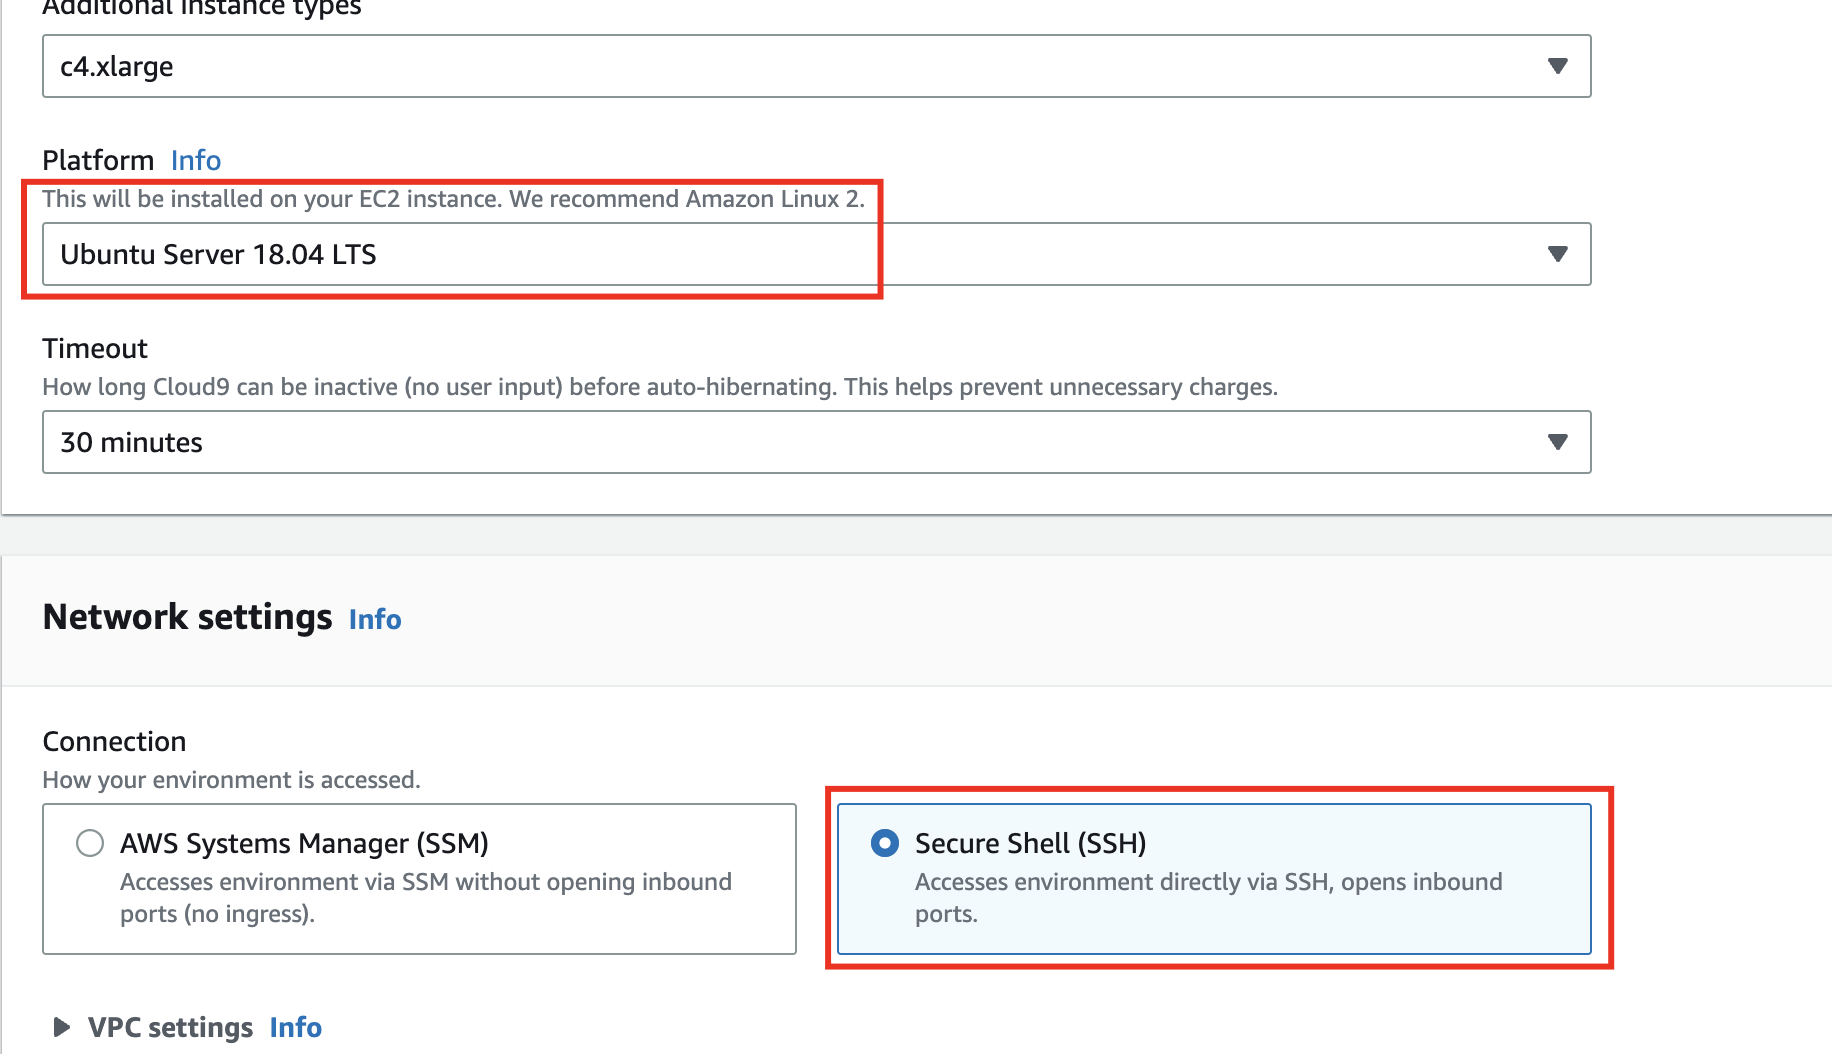 Additional instance types
c4.xlarge
Platform Info
This will be installed on your EC2 instance. We recommend Amazon Linux 2.
Ubuntu Server 18.04 LTS
Timeout
How long Cloud9 can be inactive (no user input) before auto-hibernating. This helps prevent unnecessary charges.
30 minutes
Network settings Info
Connection
How your environment is accessed.
AWS Systems Manager (SSM)
Accesses environment via SSM without opening inbound
ports (no ingress).
Secure Shell (SSH)
Accesses environment directly via SSH, opens inbound
ports.
VPC settings Info